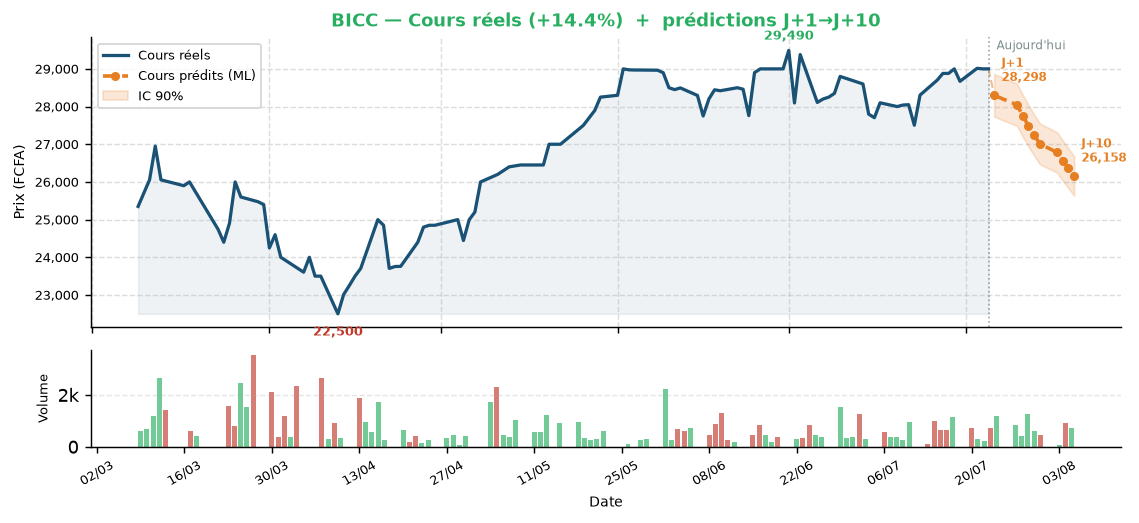 BICC — Cours réels (+14.4%)  +  prédictions J+1→J+10
29,490
Aujourd'hui
Cours réels
Cours prédits (ML)
IC 90%
J+1
28,298
J+10
26,158
22,500
Prix (FCFA)
29,000
28,000
27,000
26,000
25,000
24,000
23,000
Volume
2k
0
02/03
16/03
30/03
13/04
27/04
11/05
25/05
08/06
22/06
06/07
20/07
03/08
Date